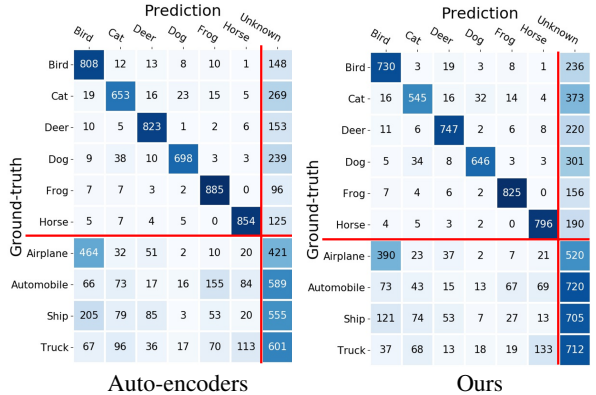 Prediction
Bird Cat Deer Dog Frog Horse Unknown
Ground-truth
Bird 808 12 13 8 10 1 148
Cat 19 653 16 23 15 5 269
Deer 10 5 823 1 2 6 153
Dog 9 38 10 698 3 3 239
Frog 7 7 3 2 885 0 96
Horse 5 7 4 5 0 854 125
Airplane 464 32 51 2 10 20 421
Automobile 66 73 17 16 155 84 589
Ship 205 79 85 3 53 20 555
Truck 67 96 36 17 70 113 601
Auto-encoders
Prediction
Bird Cat Deer Dog Frog Horse Unknown
Ground-truth
Bird 730 3 19 3 8 1 236
Cat 16 545 16 32 14 4 373
Deer 11 6 747 2 6 8 220
Dog 5 34 8 646 3 3 301
Frog 7 4 6 2 825 0 156
Horse 4 5 3 2 0 796 190
Airplane 390 23 37 2 7 21 520
Automobile 73 43 15 13 67 69 720
Ship 121 74 53 7 27 13 705
Truck 37 68 13 18 19 133 712
Ours